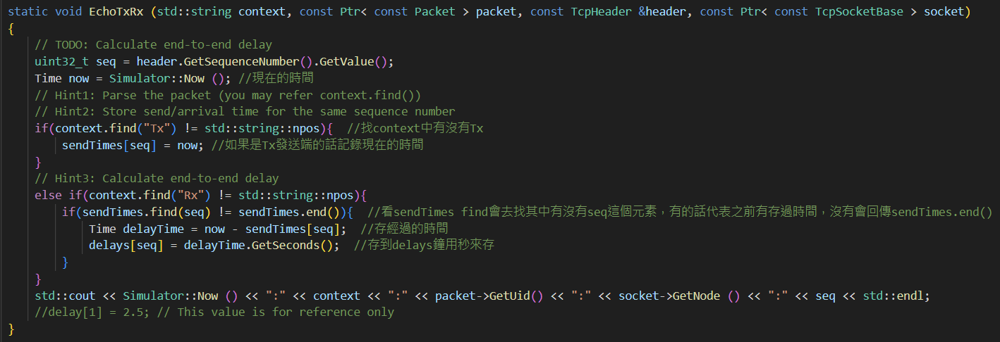 static void EchoTxRx (std::string context, const Ptr< const Packet > packet, const TcpHeader &header, const Ptr< const TcpSocketBase > socket)
{
    // TODO: Calculate end-to-end delay
    uint32_t seq = header.GetSequenceNumber().GetValue();
    Time now = Simulator::Now (); //現在的時間
    // Hint1: Parse the packet (you may refer context.find())
    // Hint2: Store send/arrival time for the same sequence number
    if(context.find("Tx") != std::string::npos){  //找context中有沒有Tx
        sendTimes[seq] = now; //如果是Tx發送端的話記錄現在的時間
    }
    // Hint3: Calculate end-to-end delay
    else if(context.find("Rx") != std::string::npos){
        if(sendTimes.find(seq) != sendTimes.end()){  //看sendTimes find會去找其中有沒有seq這個元素，有的話代表之前有存過時間，沒有會回傳sendTimes.end()
            Time delayTime = now - sendTimes[seq];  //存經過的時間
            delays[seq] = delayTime.GetSeconds();  //存到delays鐘用秒來存
        }
    }
    std::cout << Simulator::Now () << ":" << context << ":" << packet->GetUid() << ":" << socket->GetNode () << ":" << seq << std::endl;
    //delay[1] = 2.5; // This value is for reference only
}